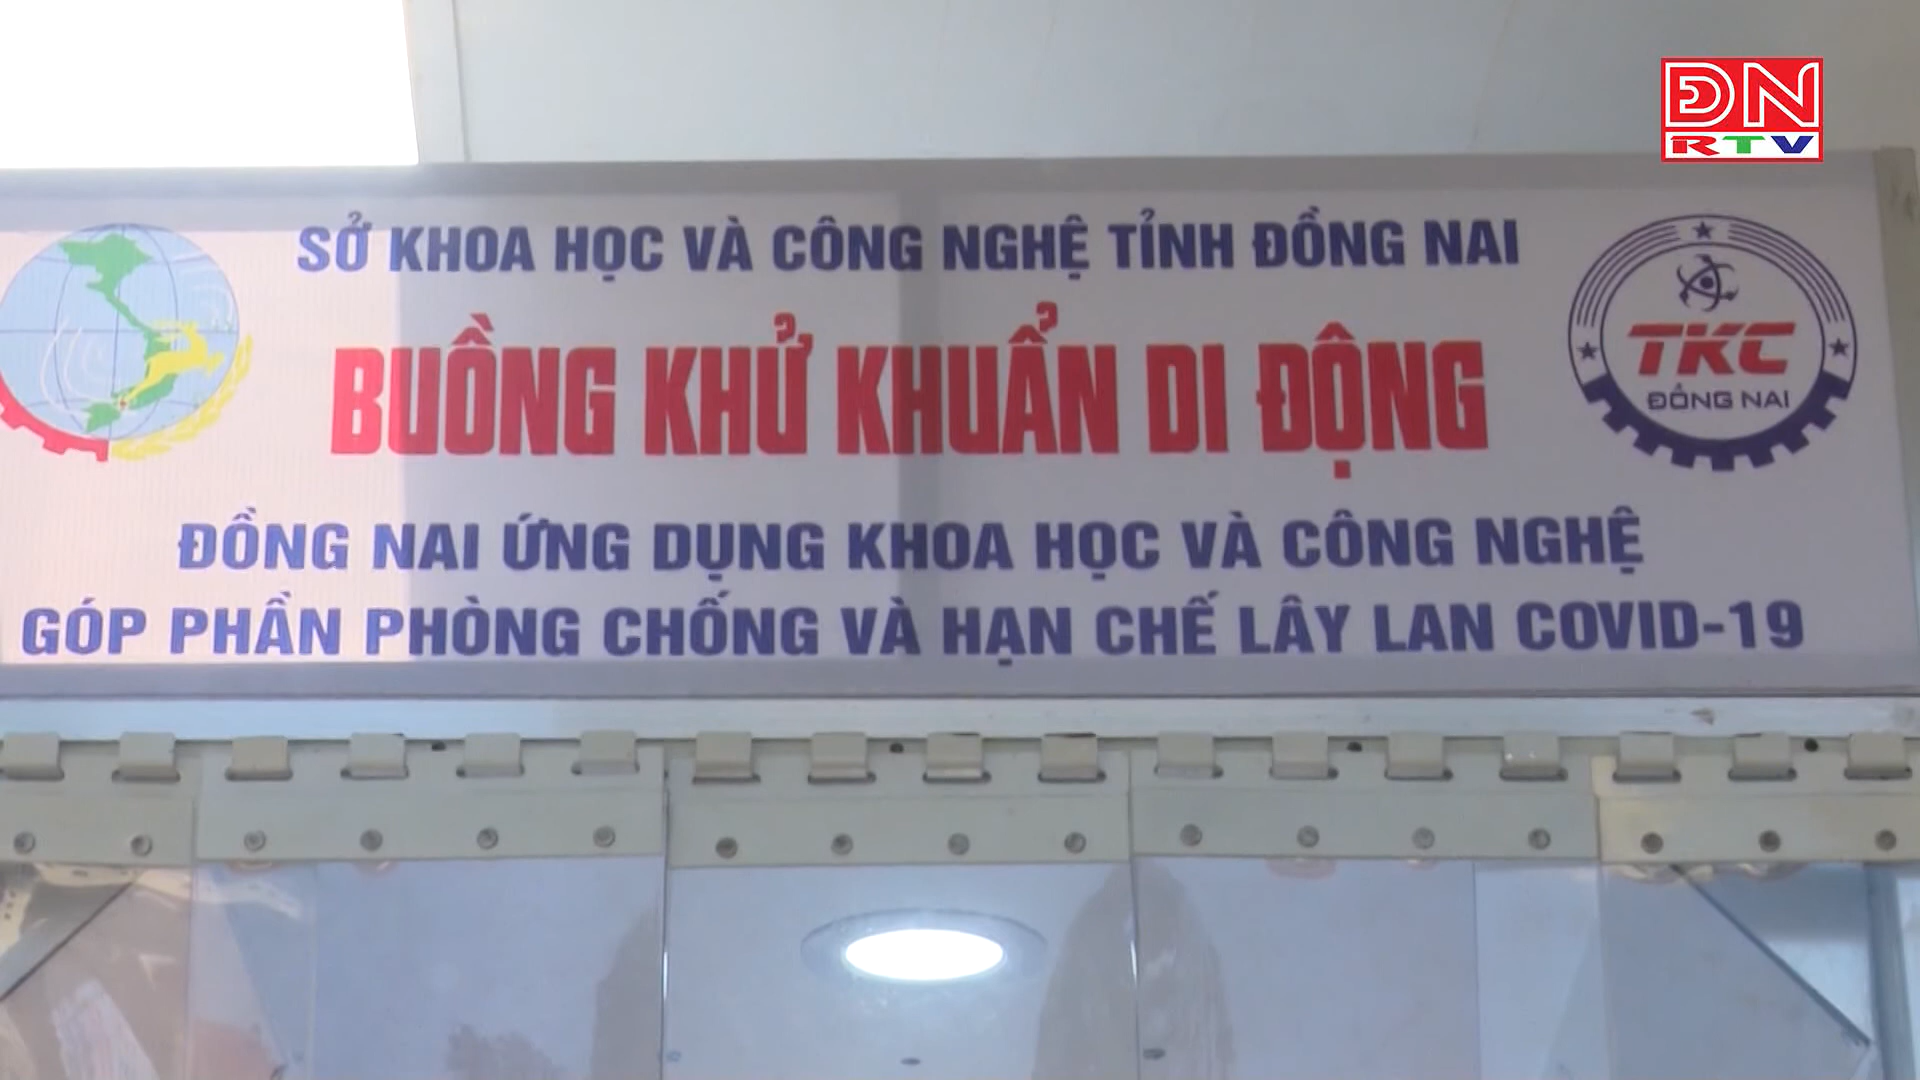 ĐN
RTV
SỞ KHOA HỌC VÀ CÔNG NGHỆ TỈNH ĐỒNG NAI
BUỒNG KHỬ KHUẨN DI ĐỘNG
TKC
ĐỒNG NAI
ĐỒNG NAI ỨNG DỤNG KHOA HỌC VÀ CÔNG NGHỆ
GÓP PHẦN PHÒNG CHỐNG VÀ HẠN CHẾ LÂY LAN COVID-19